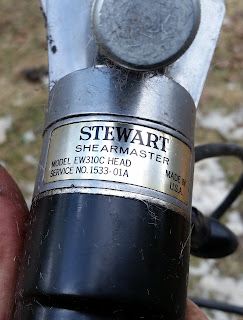 STEWART
SHEARMASTER
MODEL EW310C HEAD
SERVICE NO. 1533-01A
MADE IN
U.S.A.